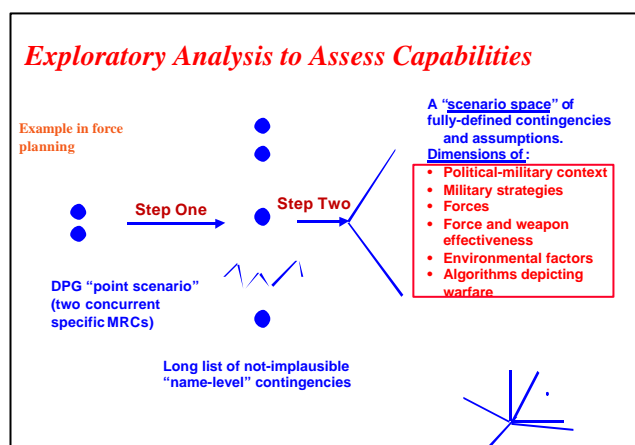 Exploratory Analysis to Assess Capabilities
Example in force
planning
A “scenario space” of
fully-defined contingencies
and assumptions.
Dimensions of:
• Political-military context
• Military strategies
• Forces
• Force and weapon
effectiveness
• Environmental factors
• Algorithms depicting
warfare
Step One
Step Two
DPG “point scenario”
(two concurrent
specific MRCs)
Long list of not-implausible
“name-level” contingencies